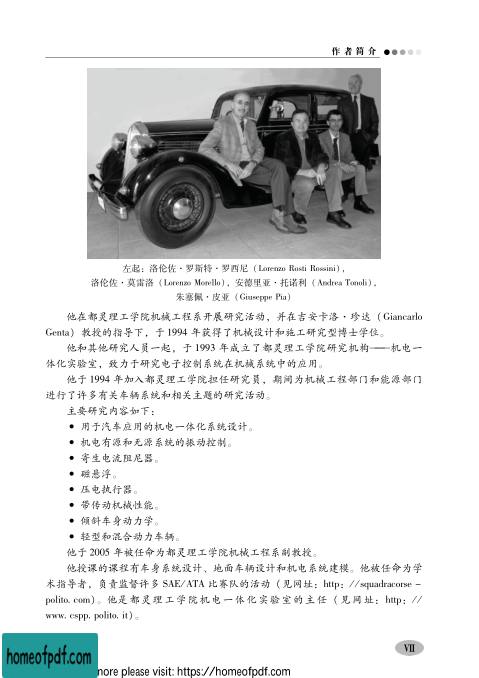 作者简介
左起：洛伦佐·罗斯特·罗西尼（Lorenzo Rosti Rossini），
洛伦佐·莫雷洛（Lorenzo Morello），安德里亚·托诺利（Andrea Tonoli），
朱塞佩·皮亚（Giuseppe Pia）
他在都灵理工学院机械工程系开展研究活动，并在吉安卡洛·珍达（Giancarlo
Genta）教授的指导下，于 1994 年获得了机械设计和施工研究型博士学位。
他和其他研究人员一起，于 1993 年成立了都灵理工学院研究机构——机电一
体化实验室，致力于研究电子控制系统在机械系统中的应用。
他于 1994 年加入都灵理工学院担任研究员，期间为机械工程部门和能源部门
进行了许多有关车辆系统和相关主题的研究活动。
主要研究内容如下：
● 用于汽车应用的机电一体化系统设计。
● 机电有源和无源系统的振动控制。
● 寄生电流阻尼器。
● 磁悬浮。
● 压电执行器。
● 带传动机械性能。
● 倾斜车身动力学。
● 轻型和混合动力车辆。
他于 2005 年被任命为都灵理工学院机械工程系副教授。
他授课的课程有车身系统设计、地面车辆设计和机电系统建模。他被任命为学
术指导者，负责监督许多 SAE/ATA 比赛队的活动（见网址：http：//squadracorse－
polito. com）。他是都灵理工学院机电一体化实验室的主任（见网址：http：//
www. cspp. polito. it）。
Ⅶ
homeofpdf.com
more please visit: https://homeofpdf.com